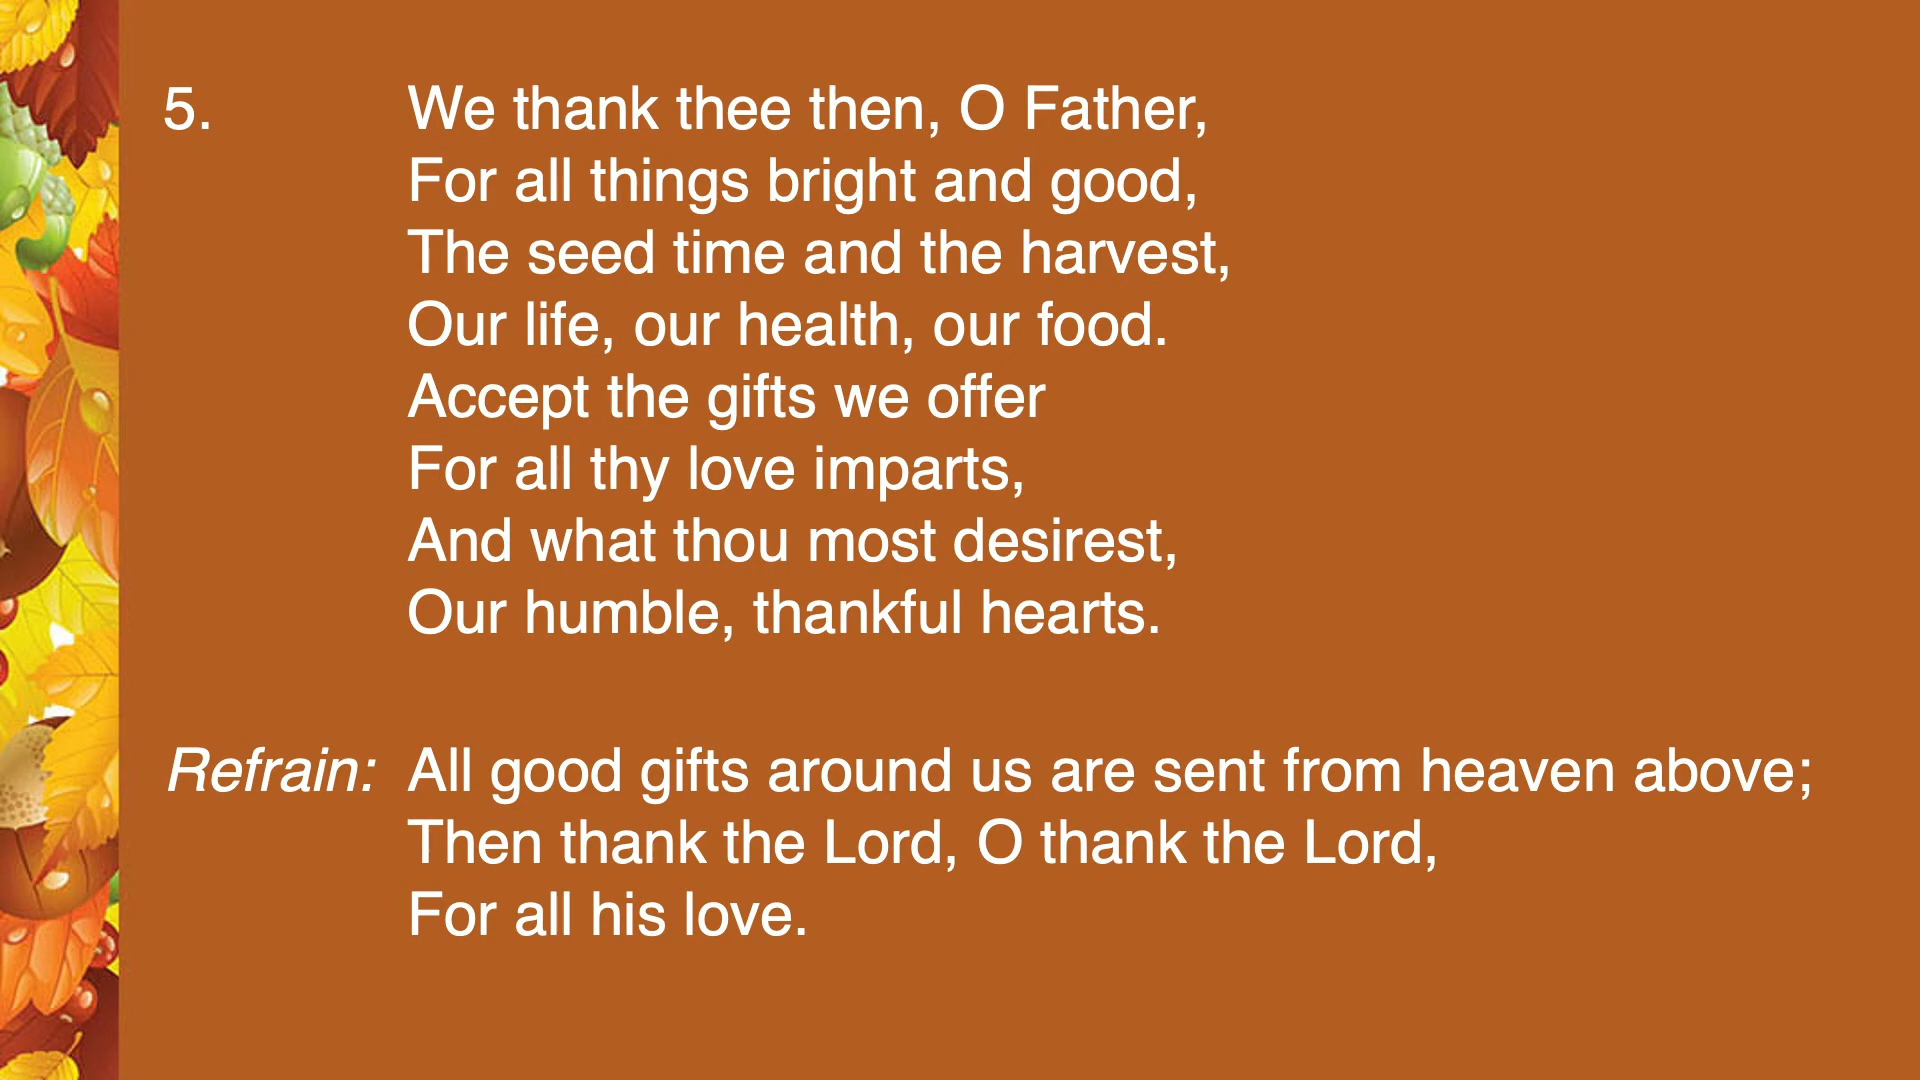 5. We thank thee then, O Father,
For all things bright and good,
The seed time and the harvest,
Our life, our health, our food.
Accept the gifts we offer
For all thy love imparts,
And what thou most desirest,
Our humble, thankful hearts.
Refrain: All good gifts around us are sent from heaven above;
Then thank the Lord, O thank the Lord,
For all his love.